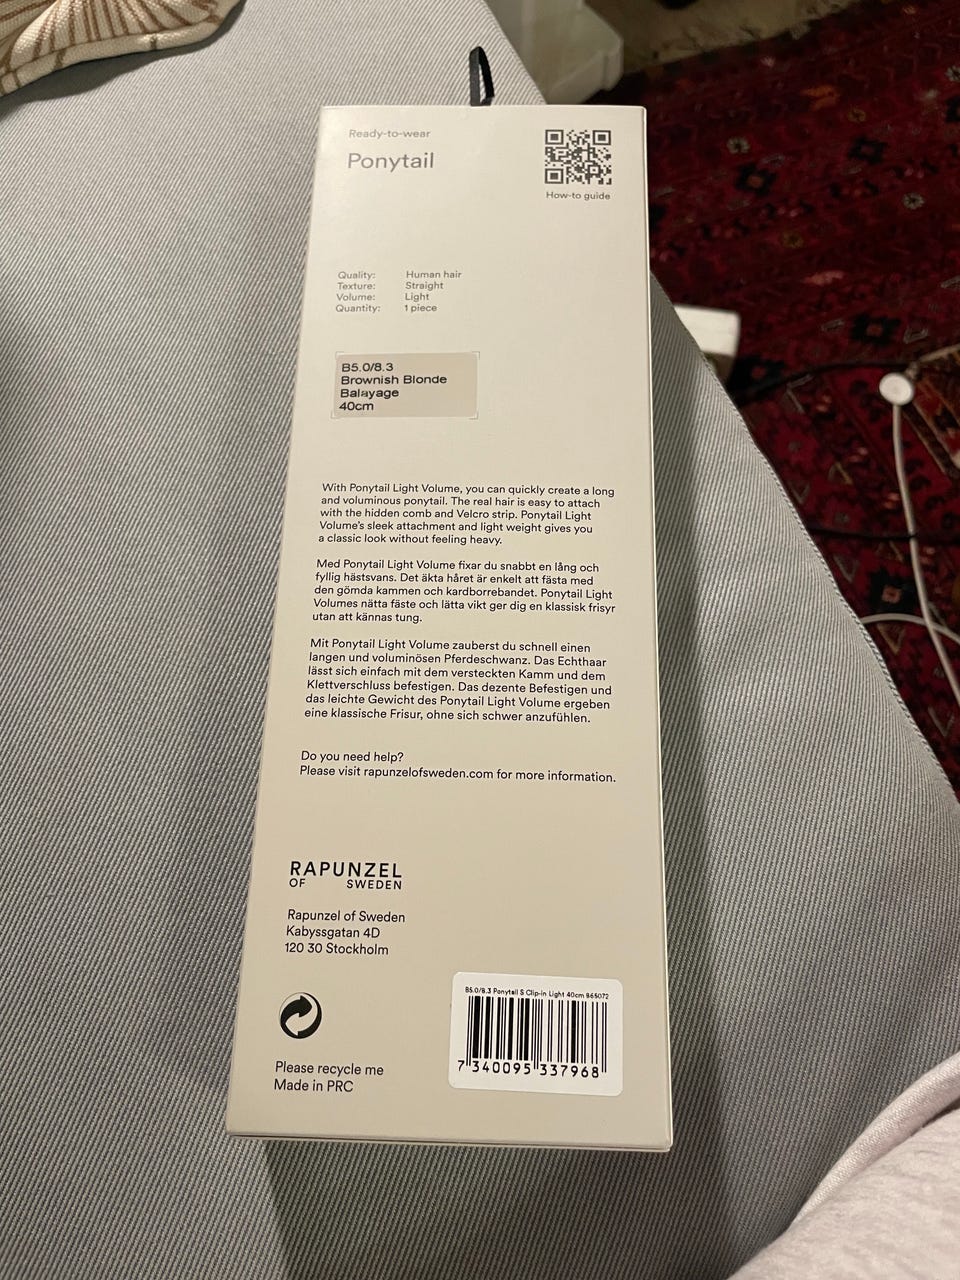 Ready-to-wear
Ponytail
How-to guide
Quality: Human hair
Texture: Straight
Volume: Light
Quantity: 1 piece
B5.0/8.3
Brownish Blonde
Balayage
40cm
With Ponytail Light Volume, you can quickly create a long
and voluminous ponytail. The real hair is easy to attach
with the hidden comb and Velcro strip. Ponytail Light
Volume's sleek attachment and light weight gives you
a classic look without feeling heavy.
Med Ponytail Light Volume fixar du snabbt en lång och
fyllig hästsvans. Det äkta håret är enkelt att fästa med
den gömda kammen och kardborrebandet. Ponytail Light
Volumes nätta fäste och lätta vikt ger dig en klassisk frisyr
utan att kännas tung.
Mit Ponytail Light Volume zauberst du schnell einen
langen und voluminösen Pferdeschwanz. Das Echthaar
lässt sich einfach mit dem versteckten Kamm und dem
Klettverschluss befestigen. Das dezente Befestigen und
das leichte Gewicht des Ponytail Light Volume ergeben
eine klassische Frisur, ohne sich schwer anzufühlen.
Do you need help?
Please visit rapunzelofsweden.com for more information.
RAPUNZEL
OF SWEDEN
Rapunzel of Sweden
Kabyssgatan 4D
120 30 Stockholm
B5.0/8.3 Ponytail S Clip-in Light 40cm 865072
7 340095 337968
Please recycle me
Made in PRC